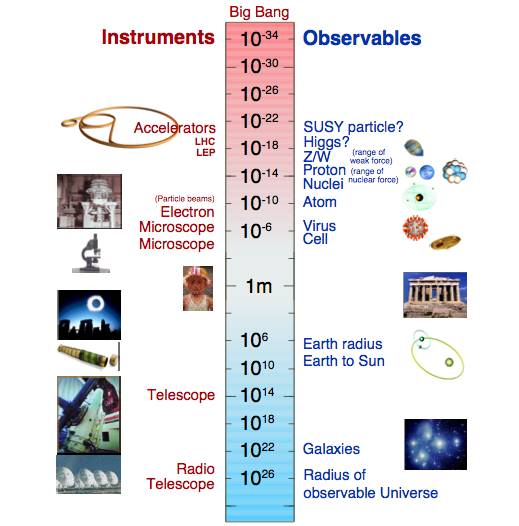 Big Bang
Instruments
Observables
10-34
10-30
10-26
10-22
10-18
10-14
10-10
10-6
1m
106
1010
1014
1018
1022
1026
Accelerators
LHC
LEP
(Particle beams)
Electron
Microscope
Microscope
Telescope
Radio
Telescope
SUSY particle?
Higgs?
Z/W (range of
weak force)
Proton (range of
Nuclei nuclear force)
Atom
Virus
Cell
Earth radius
Earth to Sun
Galaxies
Radius of
observable Universe